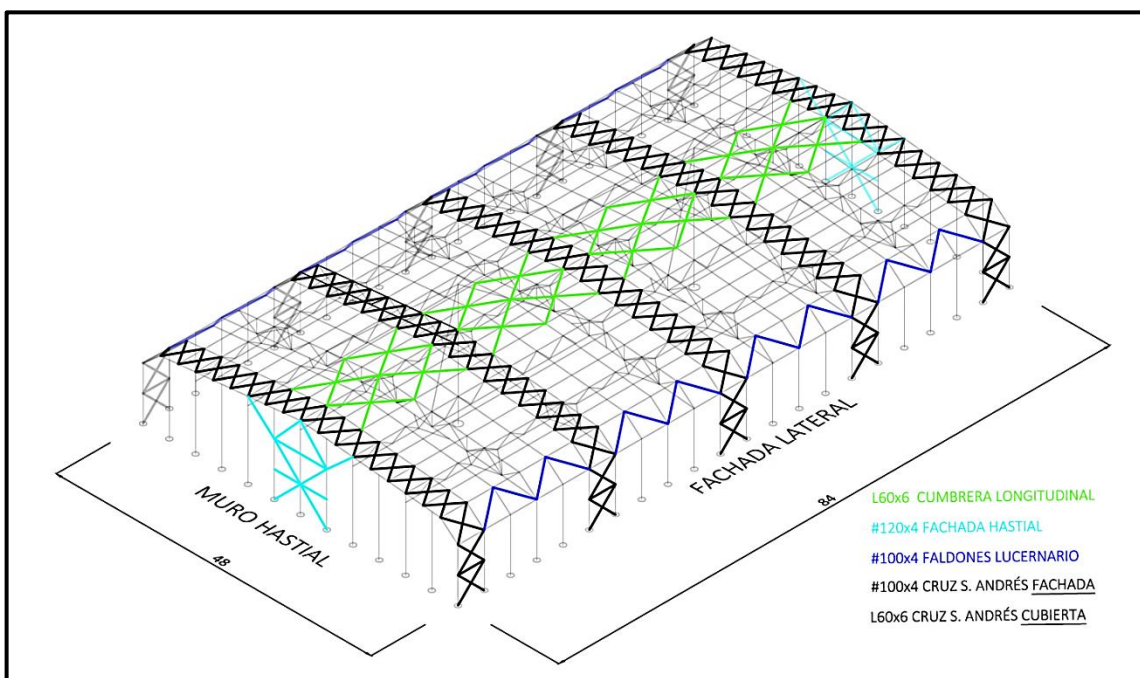 FACHADA LATERAL
84
MURO HASTIAL
48
L60x6 CUMBRERA LONGITUDINAL
#120x4 FACHADA HASTIAL
#100x4 FALDONES LUCERNARIO
#100x4 CRUZ S. ANDRÉS FACHADA
L60x6 CRUZ S. ANDRÉS CUBIERTA